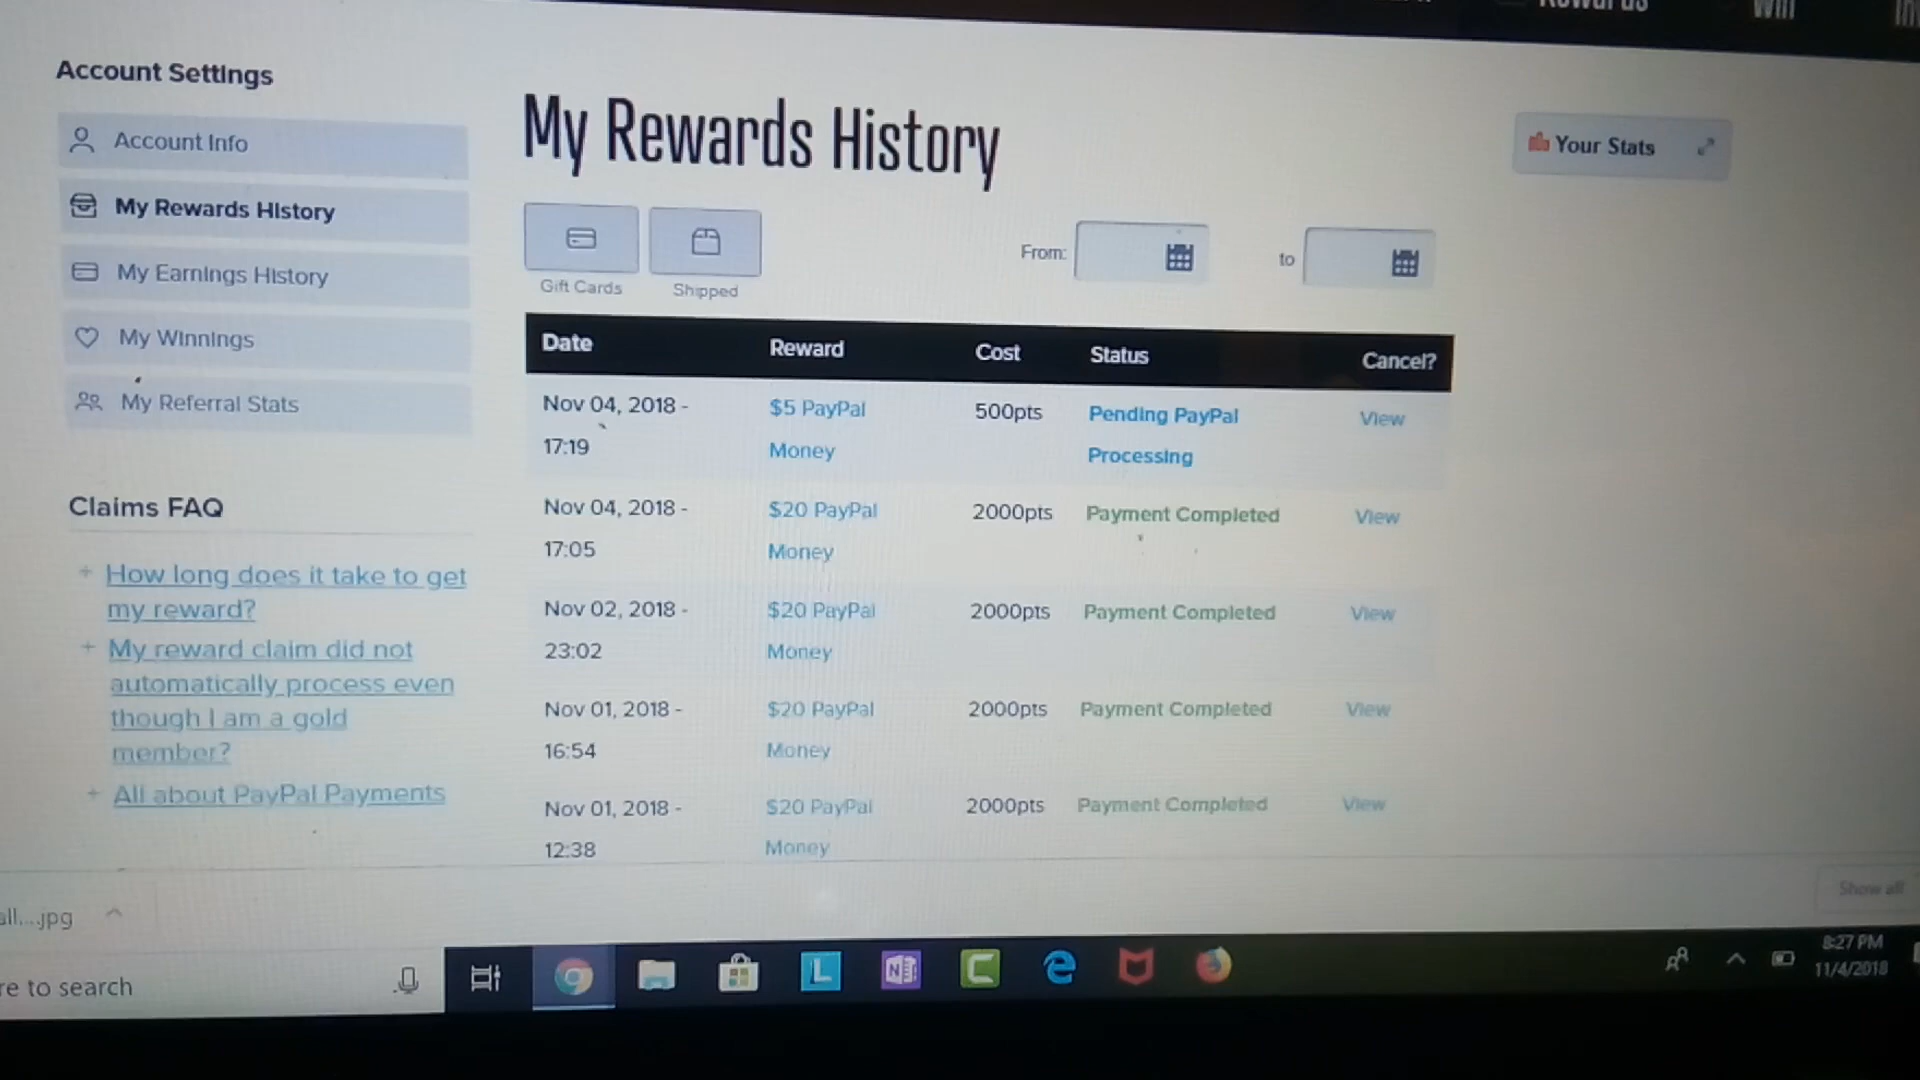 Rewards
Win
Account Settings
Account Info
My Rewards History
My Earnings History
My Winnings
My Referral Stats
Claims FAQ
+ How long does it take to get
my reward?
+ My reward claim did not
automatically process even
though I am a gold
member?
+ All about PayPal Payments
My Rewards History
Gift Cards
Shipped
From:
to
Your Stats
Date Reward Cost Status Cancel?
Nov 04, 2018 - $5 PayPal 500pts Pending PayPal View
17:19 Money Processing
Nov 04, 2018 - $20 PayPal 2000pts Payment Completed View
17:05 Money
Nov 02, 2018 - $20 PayPal 2000pts Payment Completed View
23:02 Money
Nov 01, 2018 - $20 PayPal 2000pts Payment Completed View
16:54 Money
Nov 01, 2018 - $20 PayPal 2000pts Payment Completed View
12:38 Money
all....jpg
Show all
re to search
L
N
C
8:27 PM
11/4/2018